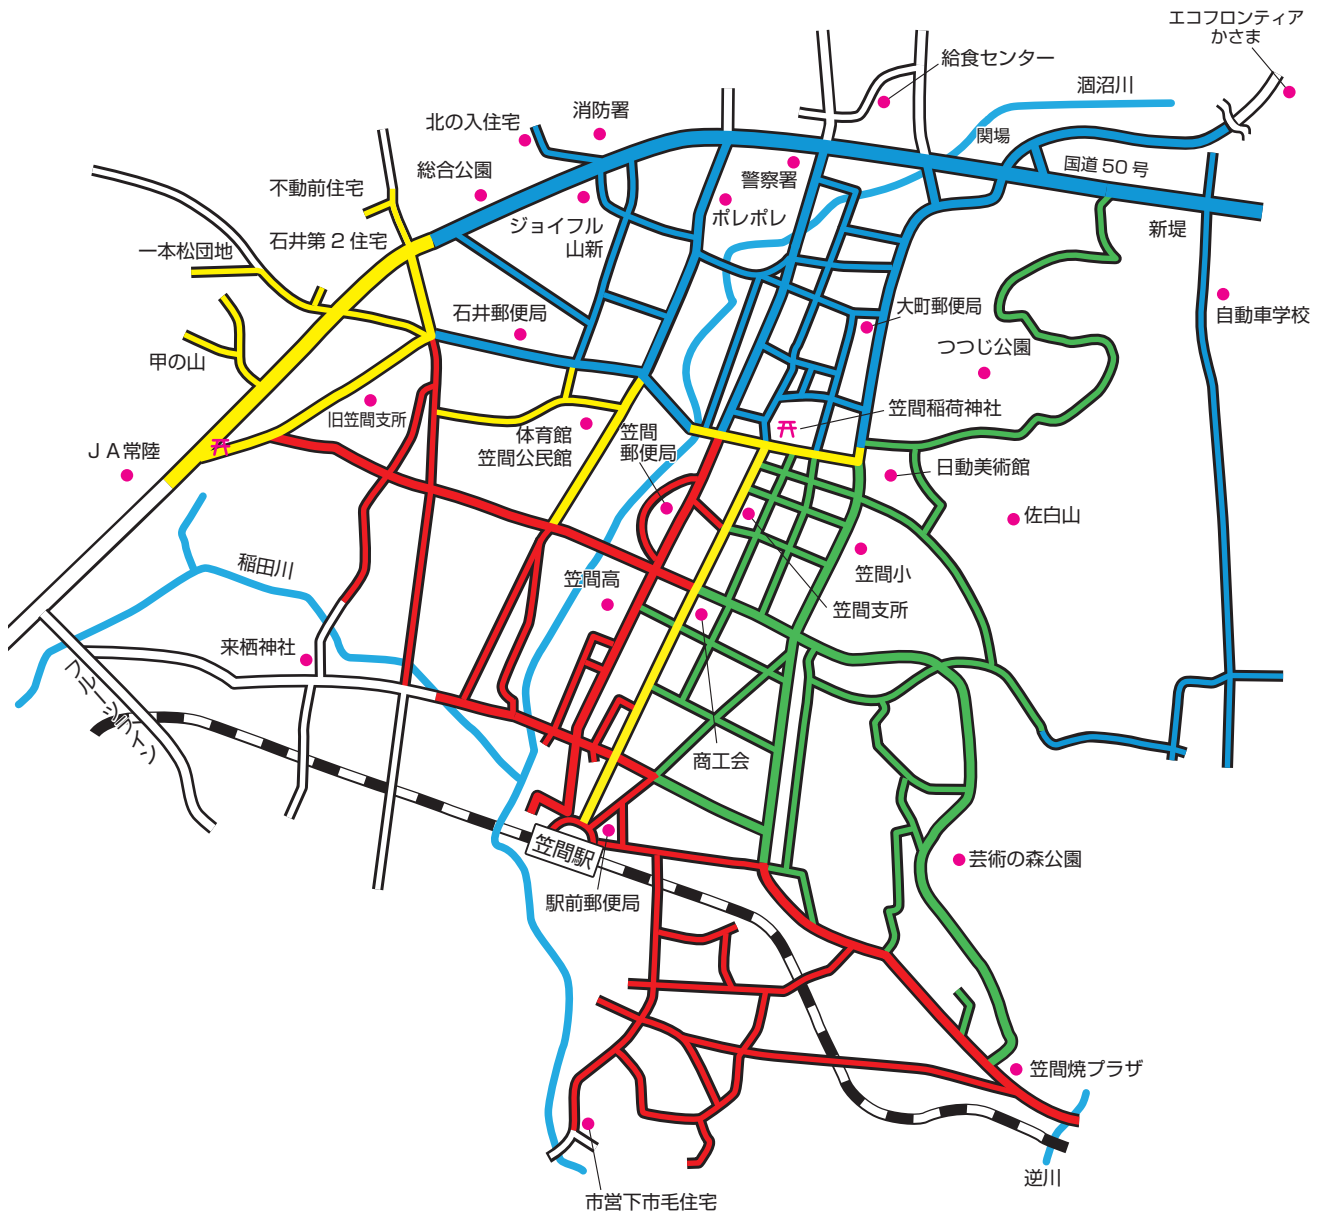 エコフロンティア
かさま
給食センター
涸沼川
消防署
北の入住宅
関場
国道50号
総合公園
警察署
不動前住宅
ジョイフル
山新
ポレポレ
新堤
石井第2住宅
一本松団地
石井郵便局
大町郵便局
自動車学校
つつじ公園
甲の山
旧笠間支所
笠間稲荷神社
体育館
笠間公民館
笠間
郵便局
JA常陸
日動美術館
佐白山
稲田川
笠間高
笠間小
笠間支所
来栖神社
フルーツライン
商工会
笠間駅
芸術の森公園
駅前郵便局
笠間焼プラザ
逆川
市営下市毛住宅